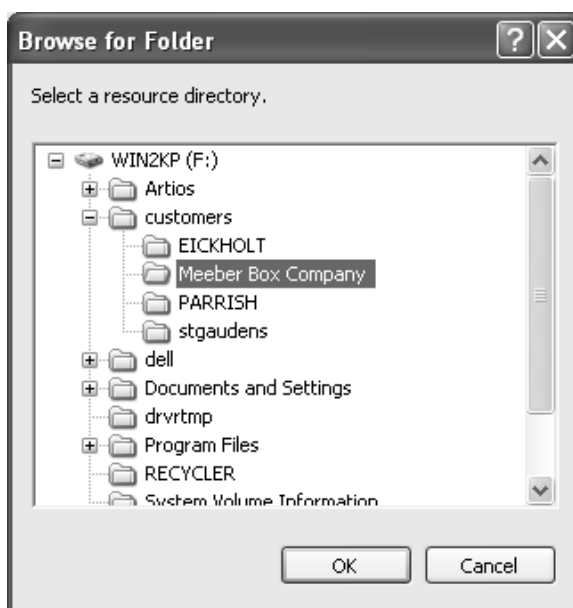 Browse for Folder
Select a resource directory.
WIN2KP (F:)
Artios
customers
EICKHOLT
Meeber Box Company
PARRISH
stgaudens
dell
Documents and Settings
drvrtmp
Program Files
RECYCLER
System Volume Information
OK Cancel